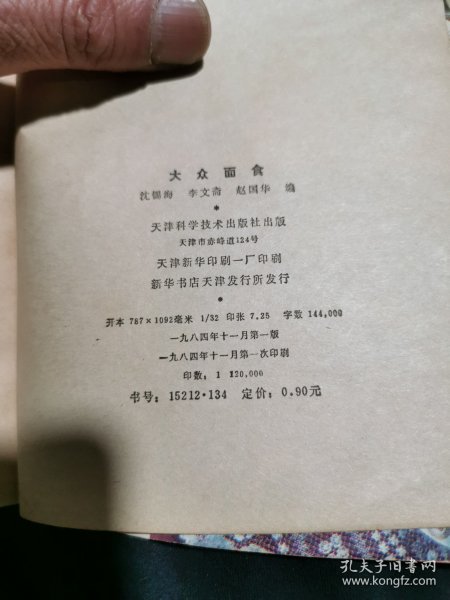 大众面食
沈锡海 李文斋 赵国华 编
*
天津科学技术出版社出版
天津市赤峰道124号
天津新华印刷一厂印刷
新华书店天津发行所发行
*
开本 787×1092毫米 1/32 印张 7.25 字数 144,000
一九八四年十一月第一版
一九八四年十一月第一次印刷
印数：1 120,000
书号：15212·134 定价：0.90元
孔夫子旧书网
www.kongfz.com